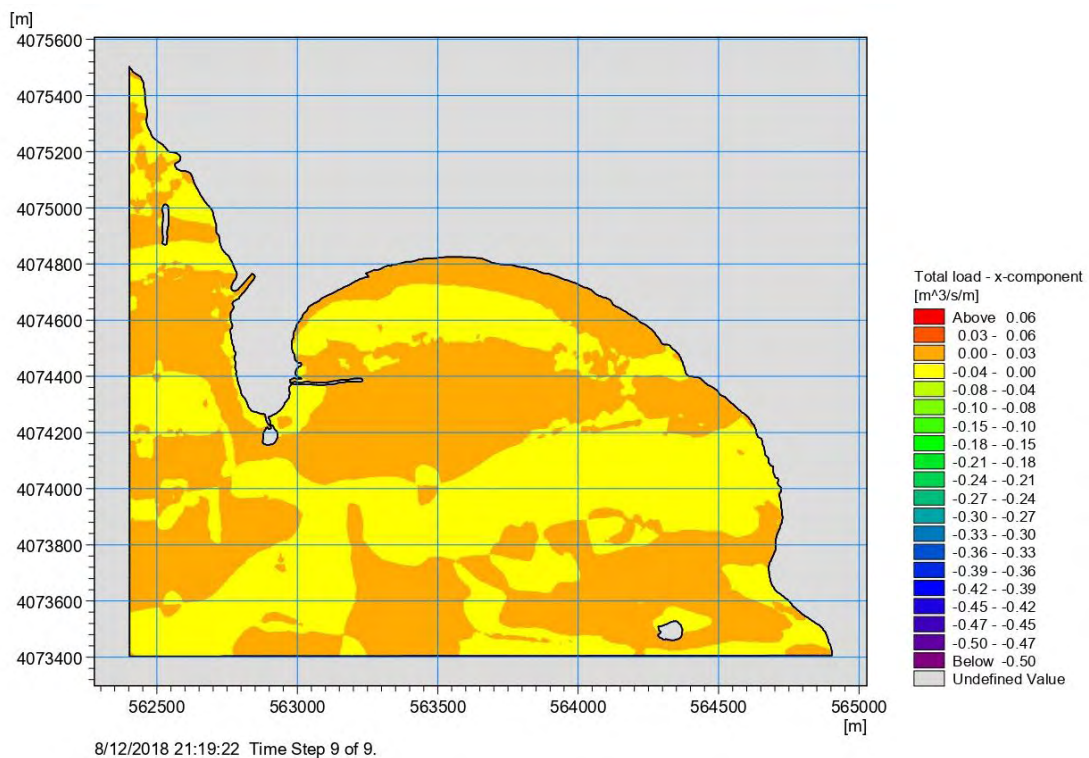 [m]
4075600
4075400
4075200
4075000
4074800
4074600
4074400
4074200
4074000
4073800
4073600
4073400
562500 563000 563500 564000 564500 565000
[m]
8/12/2018 21:19:22 Time Step 9 of 9.
Total load - x-component
[m^3/s/m]
Above 0.06
0.03 - 0.06
0.00 - 0.03
-0.04 - 0.00
-0.08 - -0.04
-0.10 - -0.08
-0.15 - -0.10
-0.18 - -0.15
-0.21 - -0.18
-0.24 - -0.21
-0.27 - -0.24
-0.30 - -0.27
-0.33 - -0.30
-0.36 - -0.33
-0.39 - -0.36
-0.42 - -0.39
-0.45 - -0.42
-0.47 - -0.45
-0.50 - -0.47
Below -0.50
Undefined Value